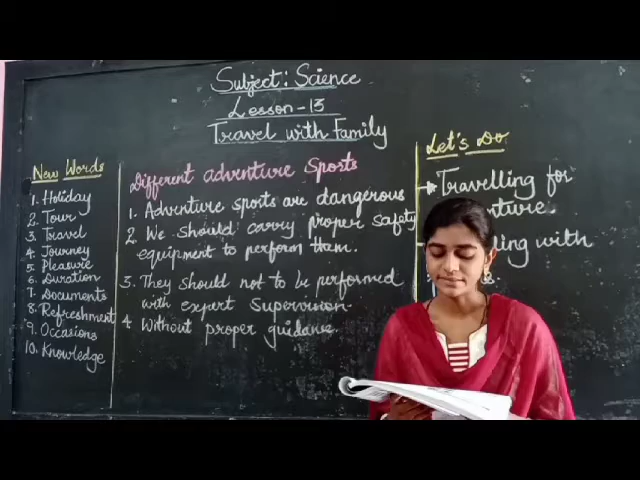 Subject: Science
Lesson-13
Travel with Family
New Words
1. Holiday
2. Tour
3. Travel
4. Journey
5. Pleasure
6. Duration
7. Documents
8. Refreshment
9. Occasions
10. Knowledge
Different adventure Sports
1. Adventure sports are dangerous
2. We should carry proper safety
equipment to perform them.
3. They should not to be performed
with expert Supervision.
4. Without proper guidance
Let's Do
Travelling for
with